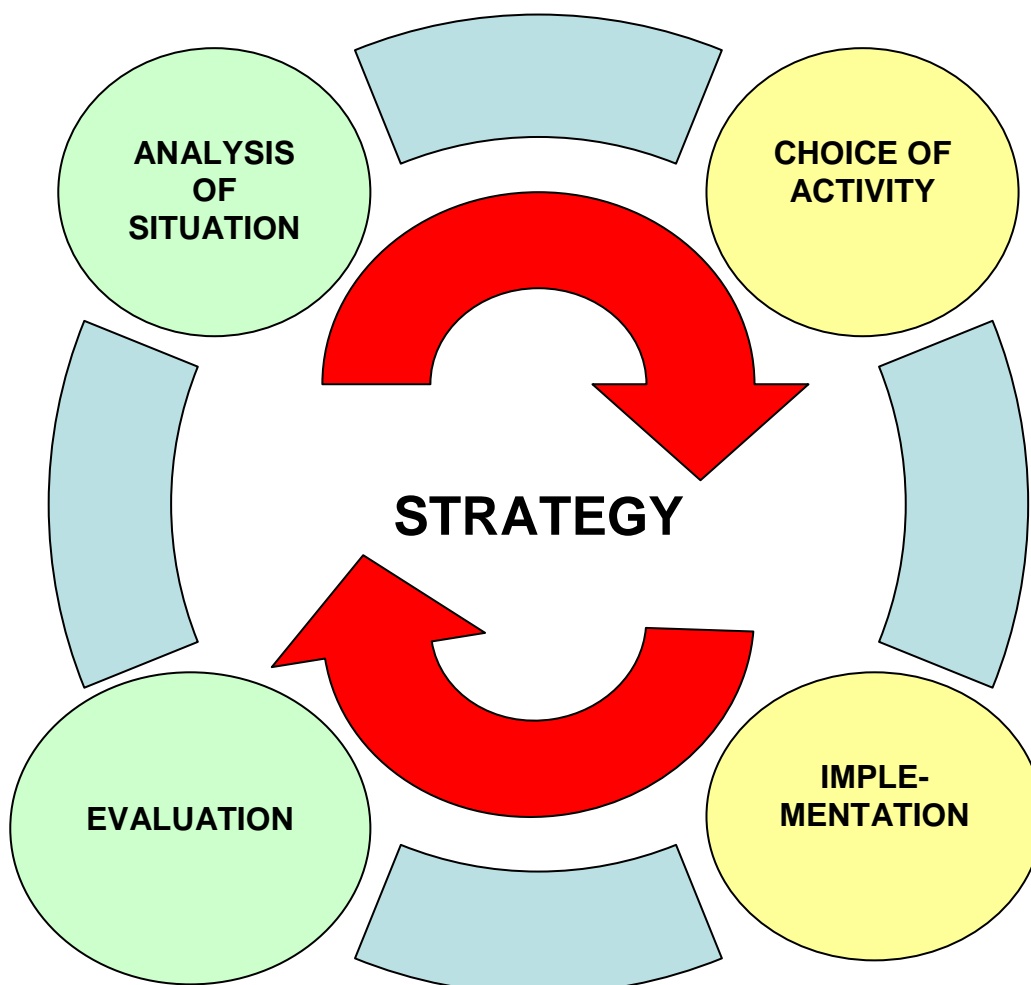 ANALYSIS
OF
SITUATION
CHOICE OF
ACTIVITY
STRATEGY
EVALUATION
IMPLE-
MENTATION